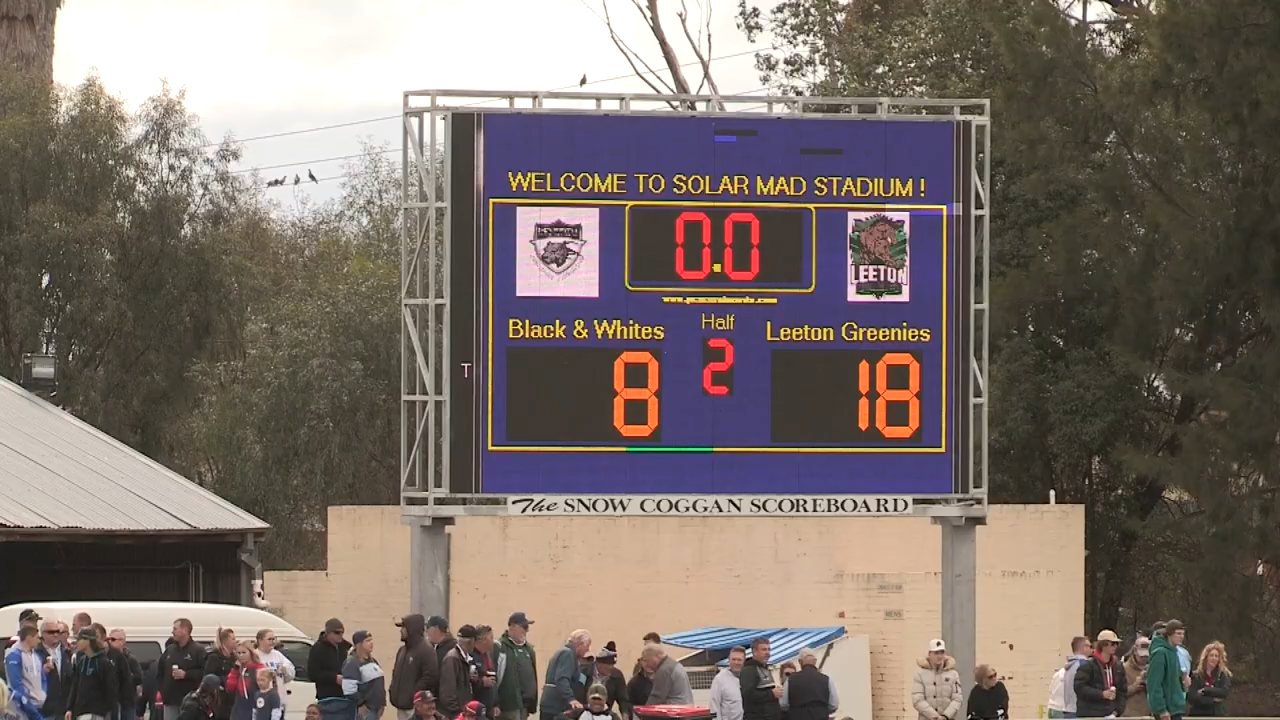 WELCOME TO SOLAR MAD STADIUM !
0.0
LEETON
Half
Black & Whites
Leeton Greenies
2
T
8
18
The SNOW COGGAN SCOREBOARD